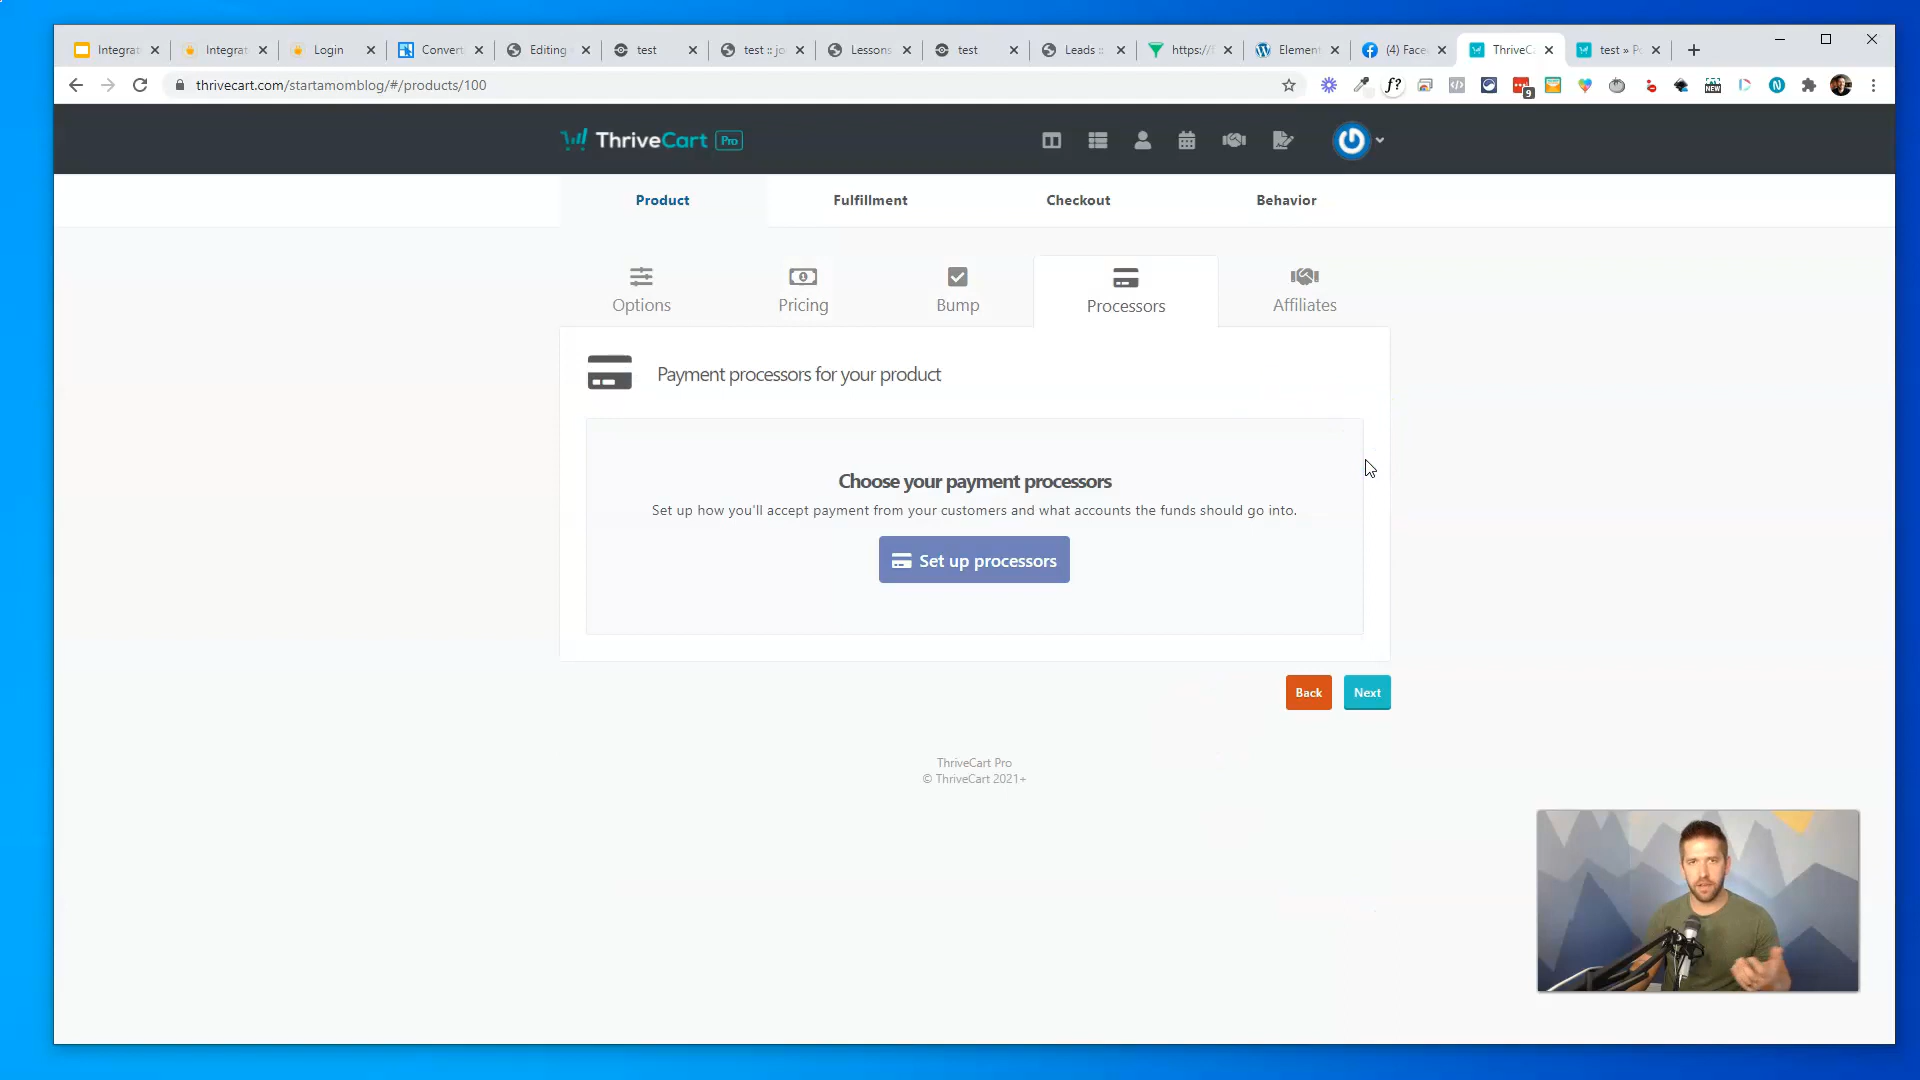 Integrat
Integrat
Login
Convert
Editing
test
test :: jo
Lessons
test
Leads ::
https://
Element
(4) Face
ThriveC
test » P
thrivecart.com/startamomblog/#/products/100
f?
9
NEW
N
ThriveCart Pro
Product
Fulfillment
Checkout
Behavior
Options
Pricing
Bump
Processors
Affiliates
Payment processors for your product
Choose your payment processors
Set up how you'll accept payment from your customers and what accounts the funds should go into.
Set up processors
Back
Next
ThriveCart Pro
© ThriveCart 2021+